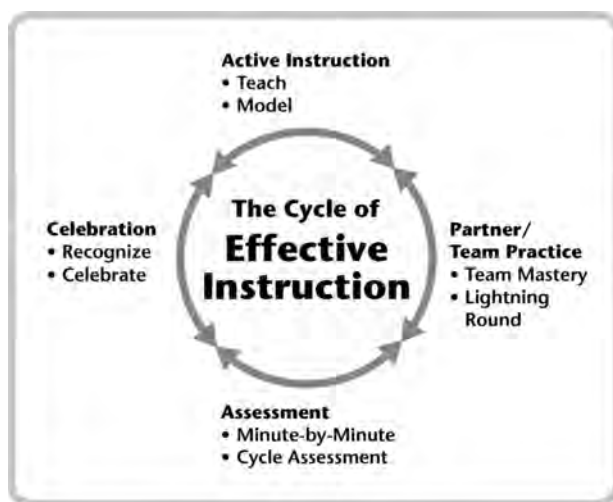 Active Instruction
• Teach
• Model
The Cycle of
Effective
Instruction
Partner/
Team Practice
• Team Mastery
• Lightning
Round
Assessment
• Minute-by-Minute
• Cycle Assessment
Celebration
• Recognize
• Celebrate